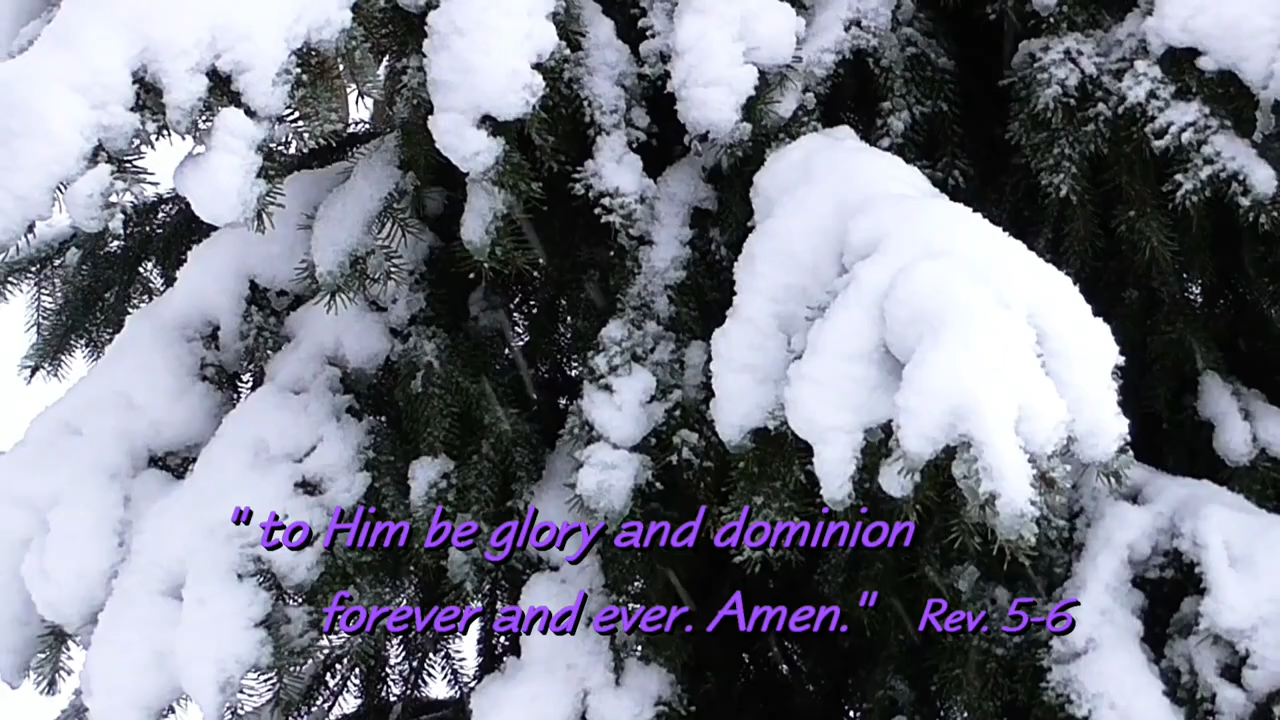 " to Him be glory and dominion
forever and ever. Amen." Rev. 5-6